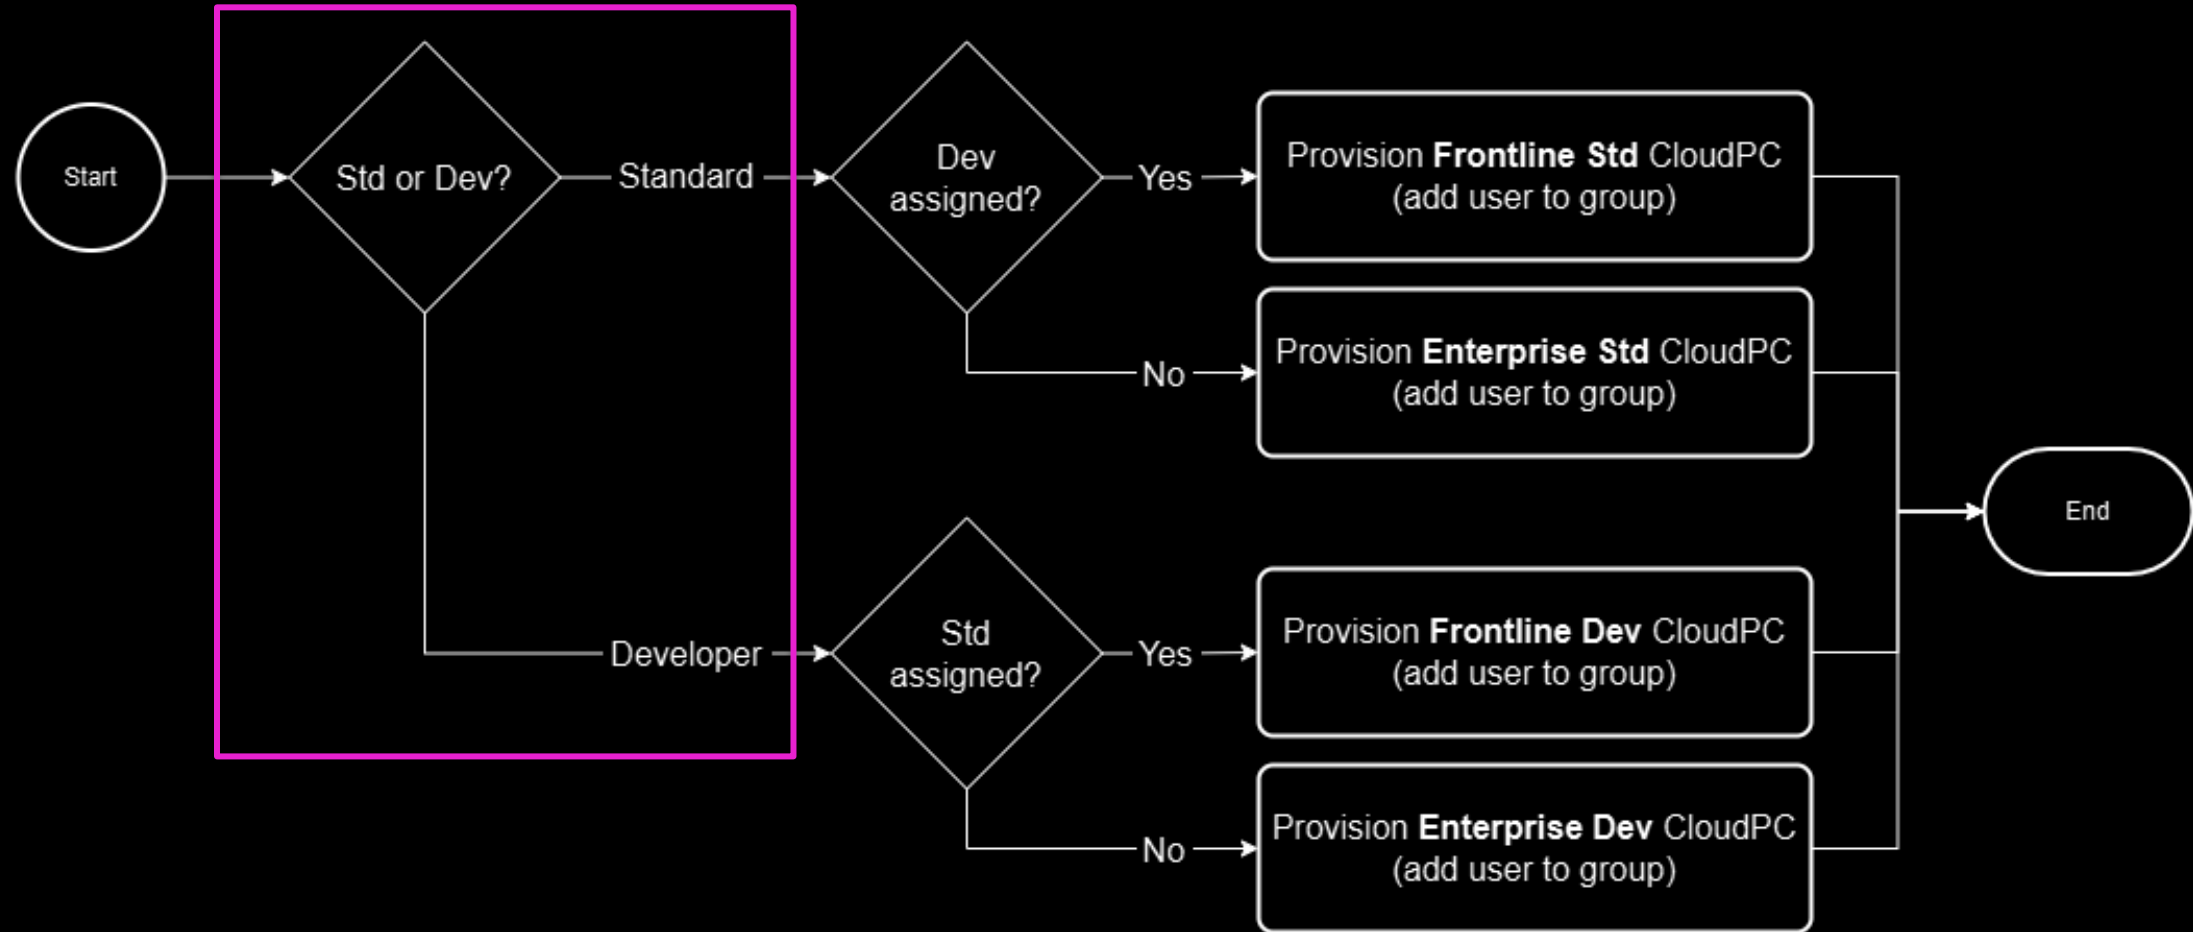 Start
Std or Dev?
Standard
Dev
assigned?
Yes
Provision Frontline Std CloudPC
(add user to group)
No
Provision Enterprise Std CloudPC
(add user to group)
Developer
Std
assigned?
Yes
Provision Frontline Dev CloudPC
(add user to group)
No
Provision Enterprise Dev CloudPC
(add user to group)
End